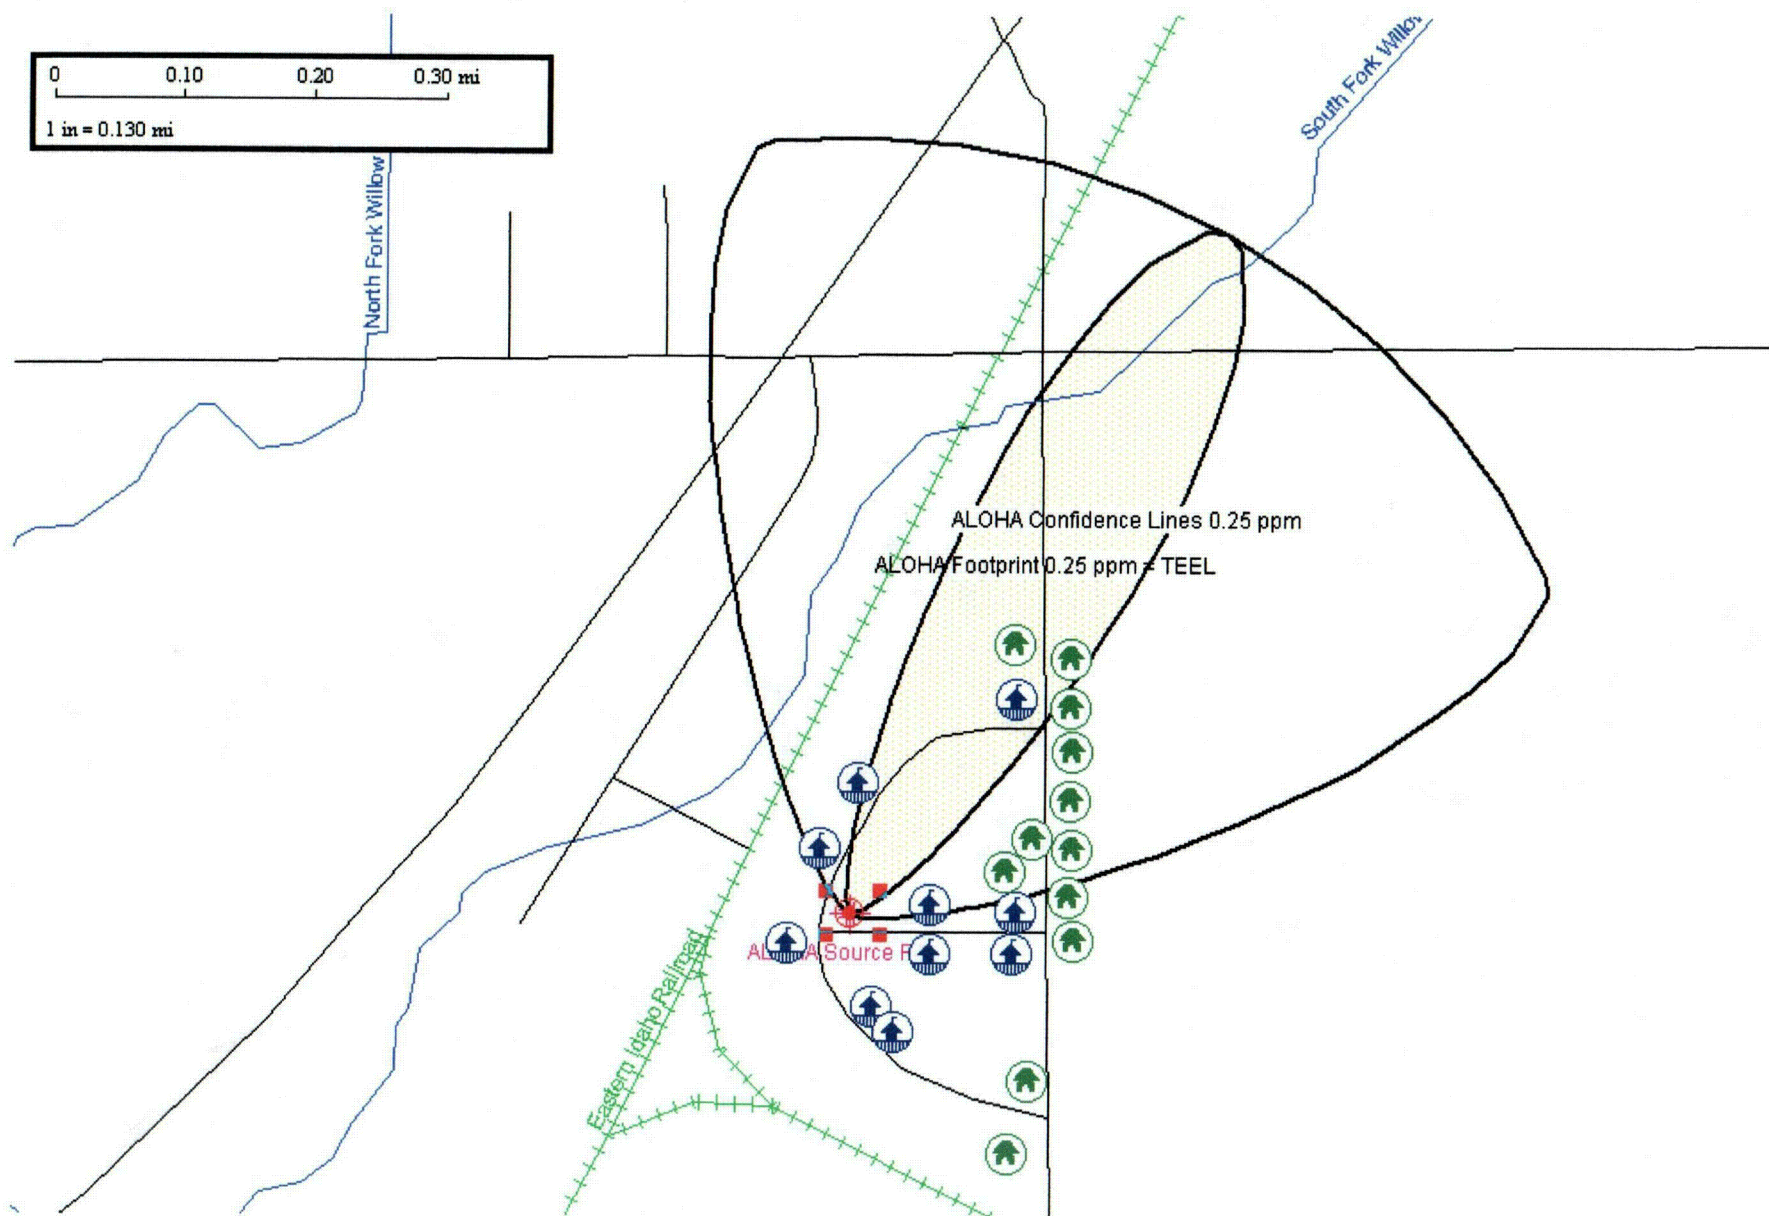 0 0.10 0.20 0.30 mi
1 in = 0.130 mi
North Fork Willow
South Fork Willow
ALOHA Confidence Lines 0.25 ppm
ALOHA Footprint 0.25 ppm = TEEL
Source
Eastern Idaho Railroad